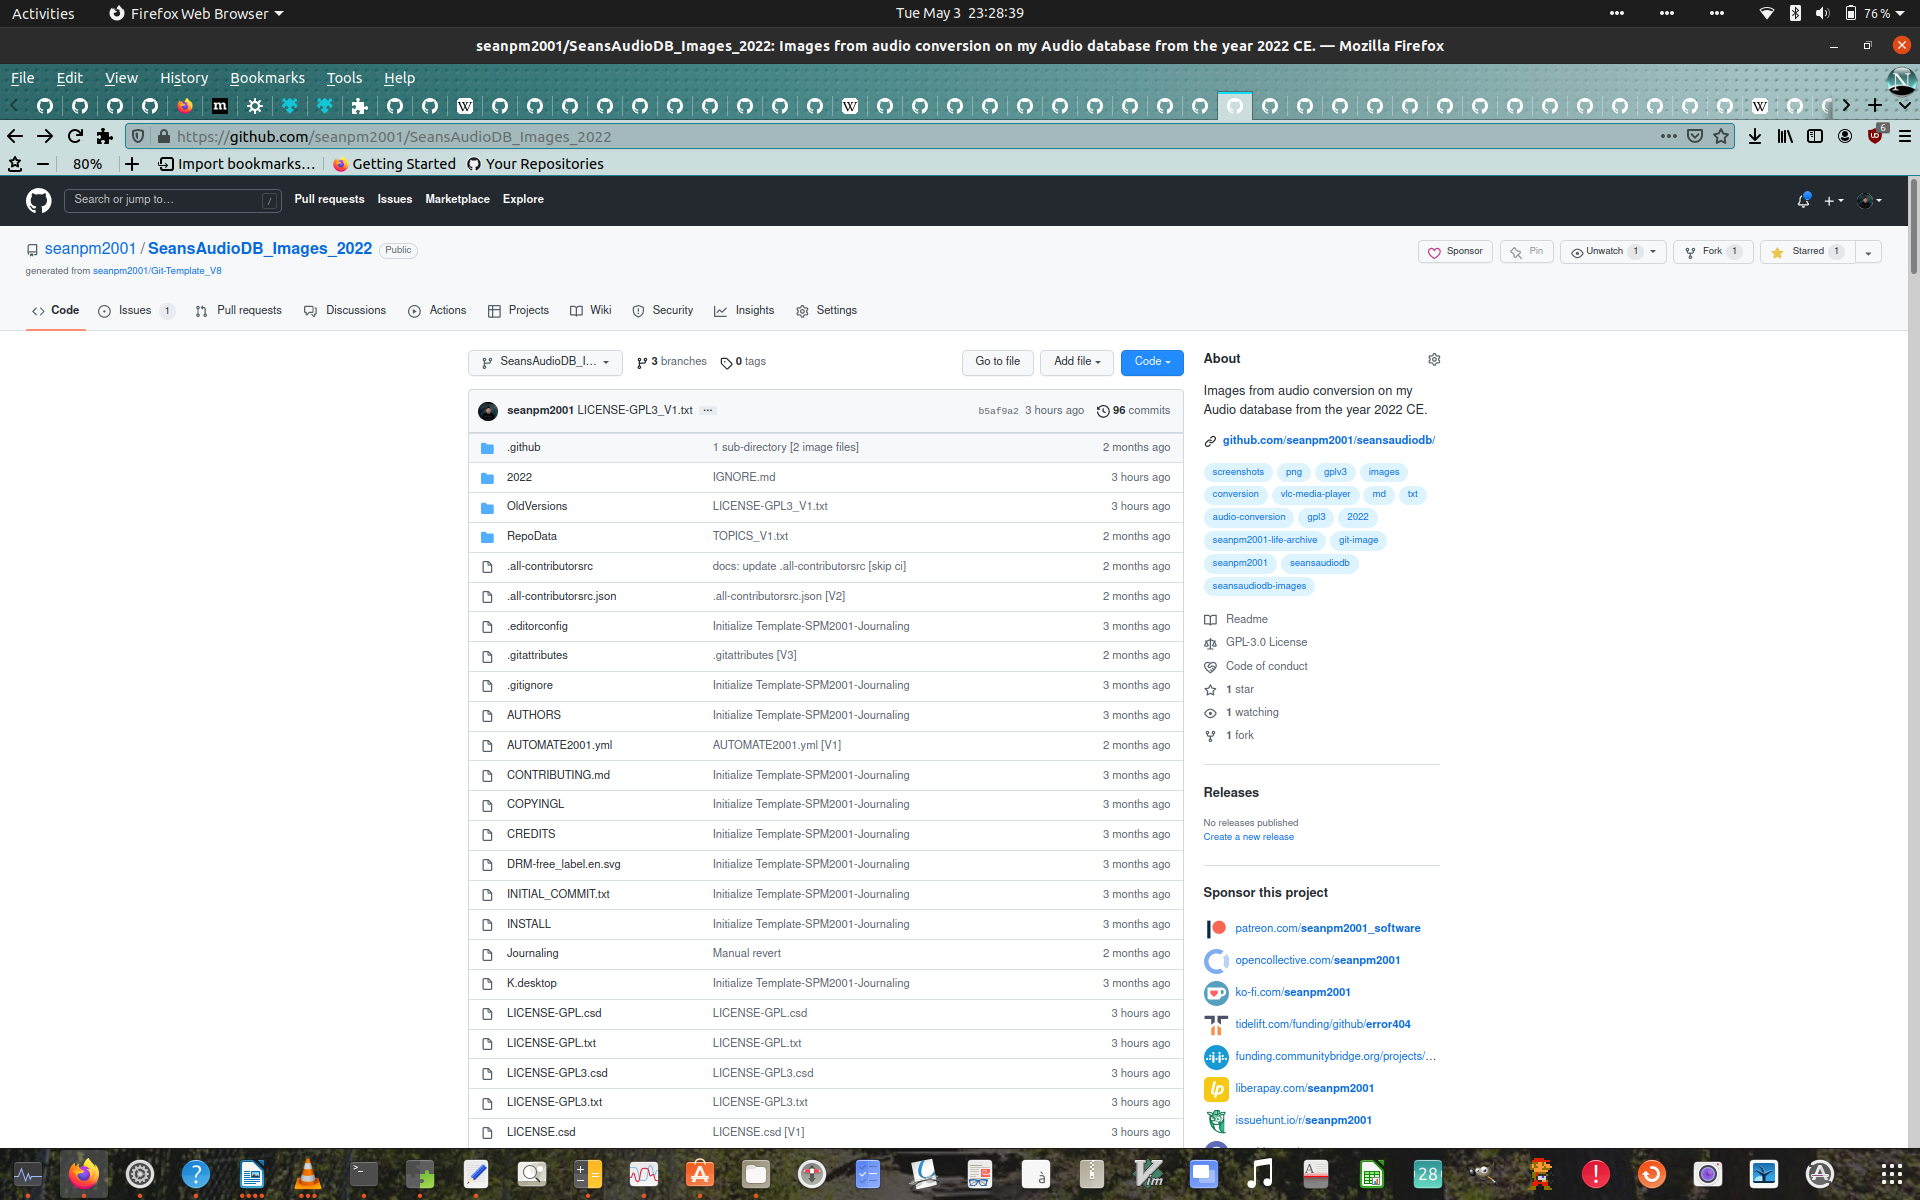 Activities Firefox Web Browser Tue May 3 23:28:39 76 %
seanpm2001/SeansAudioDB_Images_2022: Images from audio conversion on my Audio database from the year 2022 CE. — Mozilla Firefox
File Edit View History Bookmarks Tools Help
https://github.com/seanpm2001/SeansAudioDB_Images_2022 6
80% Import bookmarks... Getting Started Your Repositories
Search or jump to... / Pull requests Issues Marketplace Explore
seanpm2001 / SeansAudioDB_Images_2022 Public Sponsor Pin Unwatch 1 Fork 1 Starred 1
generated from seanpm2001/Git-Template_V8
Code Issues 1 Pull requests Discussions Actions Projects Wiki Security Insights Settings
SeansAudioDB_I... 3 branches 0 tags Go to file Add file Code
seanpm2001 LICENSE-GPL3_V1.txt ... b5af9a2 3 hours ago 96 commits
.github 1 sub-directory [2 image files] 2 months ago
2022 IGNORE.md 3 hours ago
OldVersions LICENSE-GPL3_V1.txt 3 hours ago
RepoData TOPICS_V1.txt 2 months ago
.all-contributorsrc docs: update .all-contributorsrc [skip ci] 2 months ago
.all-contributorsrc.json .all-contributorsrc.json [V2] 2 months ago
.editorconfig Initialize Template-SPM2001-Journaling 3 months ago
.gitattributes .gitattributes [V3] 2 months ago
.gitignore Initialize Template-SPM2001-Journaling 3 months ago
AUTHORS Initialize Template-SPM2001-Journaling 3 months ago
AUTOMATE2001.yml AUTOMATE2001.yml [V1] 2 months ago
CONTRIBUTING.md Initialize Template-SPM2001-Journaling 3 months ago
COPYINGL Initialize Template-SPM2001-Journaling 3 months ago
CREDITS Initialize Template-SPM2001-Journaling 3 months ago
DRM-free_label.en.svg Initialize Template-SPM2001-Journaling 3 months ago
INITIAL_COMMIT.txt Initialize Template-SPM2001-Journaling 3 months ago
INSTALL Initialize Template-SPM2001-Journaling 3 months ago
Journaling Manual revert 2 months ago
K.desktop Initialize Template-SPM2001-Journaling 3 months ago
LICENSE-GPL.csd LICENSE-GPL.csd 3 hours ago
LICENSE-GPL.txt LICENSE-GPL.txt 3 hours ago
LICENSE-GPL3.csd LICENSE-GPL3.csd 3 hours ago
LICENSE-GPL3.txt LICENSE-GPL3.txt 3 hours ago
LICENSE.csd LICENSE.csd [V1] 3 hours ago
About
Images from audio conversion on my
Audio database from the year 2022 CE.
github.com/seanpm2001/seansaudiodb/
screenshots png gplv3 images
conversion vlc-media-player md txt
audio-conversion gpl3 2022
seanpm2001-life-archive git-image
seanpm2001 seansaudiodb
seansaudiodb-images
Readme
GPL-3.0 License
Code of conduct
1 star
1 watching
1 fork
Releases
No releases published
Create a new release
Sponsor this project
patreon.com/seanpm2001_software
opencollective.com/seanpm2001
ko-fi.com/seanpm2001
tidelift.com/funding/github/error404
funding.communitybridge.org/projects/...
liberapay.com/seanpm2001
issuehunt.io/r/seanpm2001
28